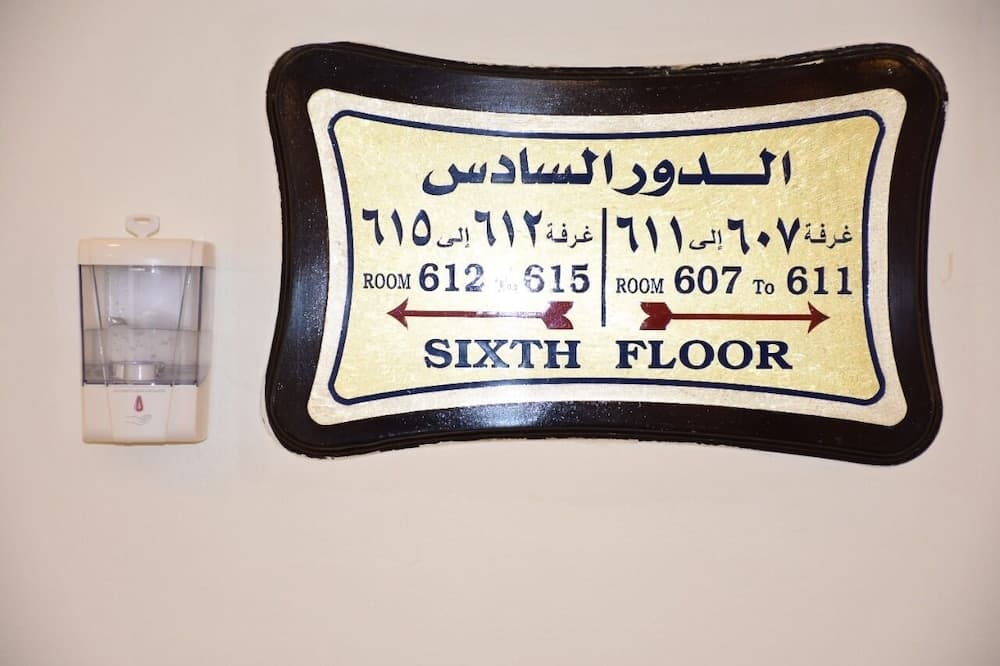 الدور السادس
غرفة ٦٠٧ إلى ٦١١
غرفة ٦١٢ إلى ٦١٥
ROOM 612 To 615
ROOM 607 To 611
SIXTH FLOOR